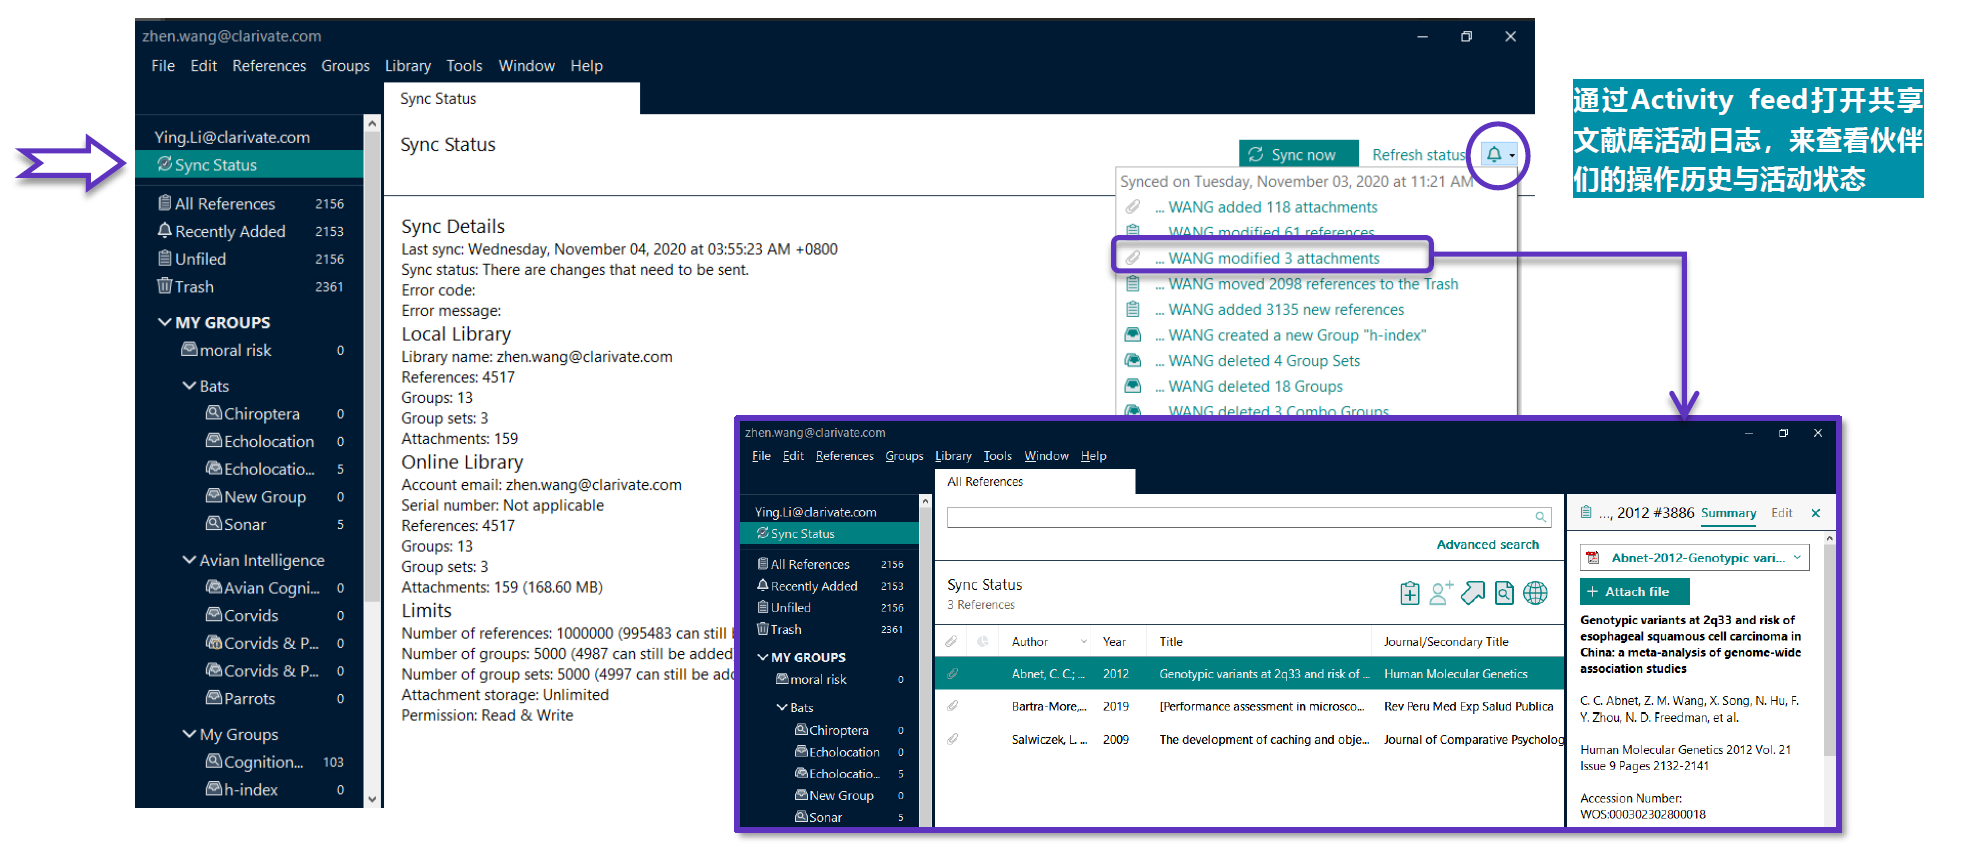 zhen.wang@clarivate.com
File Edit References Groups Library Tools Window Help
Sync Status
Ying.Li@clarivate.com
Sync Status
All References 2156
Recently Added 2153
Unfiled 2156
Trash 2361
MY GROUPS
moral risk 0
Bats
Chiroptera 0
Echolocation 0
Echolocatio... 5
New Group 0
Sonar 5
Avian Intelligence
Avian Cogni... 0
Corvids 0
Corvids & P... 0
Corvids & P... 0
Parrots 0
My Groups
Cognition... 103
h-index 0
Sync Status
Sync now Refresh status
Sync Details
Last sync: Wednesday, November 04, 2020 at 03:55:23 AM +0800
Sync status: There are changes that need to be sent.
Error code:
Error message:
Local Library
Library name: zhen.wang@clarivate.com
References: 4517
Groups: 13
Group sets: 3
Attachments: 159
Online Library
Account email: zhen.wang@clarivate.com
Serial number: Not applicable
References: 4517
Groups: 13
Group sets: 3
Attachments: 159 (168.60 MB)
Limits
Number of references: 1000000 (995483 can still
Number of groups: 5000 (4987 can still be added)
Number of group sets: 5000 (4997 can still be
Attachment storage: Unlimited
Permission: Read & Write
Synced on Tuesday, November 03, 2020 at 11:21 AM
... WANG added 118 attachments
... WANG modified 61 references
... WANG modified 3 attachments
... WANG moved 2098 references to the Trash
... WANG added 3135 new references
... WANG created a new Group "h-index"
... WANG deleted 4 Group Sets
... WANG deleted 18 Groups
... WANG deleted 3 Combo Groups
通过Activity feed打开共享
文献库活动日志，来查看伙伴
们的操作历史与活动状态
zhen.wang@clarivate.com
File Edit References Groups Library Tools Window Help
All References
Ying.Li@clarivate.com
Sync Status
All References 2156
Recently Added 2153
Unfiled 2156
Trash 2361
MY GROUPS
moral risk 0
Bats
Chiroptera 0
Echolocation 0
Echolocatio... 5
New Group 0
Sonar 5
Advanced search
Sync Status
3 References
Author Year Title Journal/Secondary Title
Abnet, C. C.; ... 2012 Genotypic variants at 2q33 and risk of ... Human Molecular Genetics
Bartra-More,... 2019 [Performance assessment in microsco... Rev Peru Med Exp Salud Publica
Salwiczek, L. ... 2009 The development of caching and obje... Journal of Comparative Psycholog
..., 2012 #3886 Summary Edit
Abnet-2012-Genotypic vari...
+ Attach file
Genotypic variants at 2q33 and risk of
esophageal squamous cell carcinoma in
China: a meta-analysis of genome-wide
association studies
C. C. Abnet, Z. M. Wang, X. Song, N. Hu, F.
Y. Zhou, N. D. Freedman, et al.
Human Molecular Genetics 2012 Vol. 21
Issue 9 Pages 2132-2141
Accession Number:
WOS:000302302800018